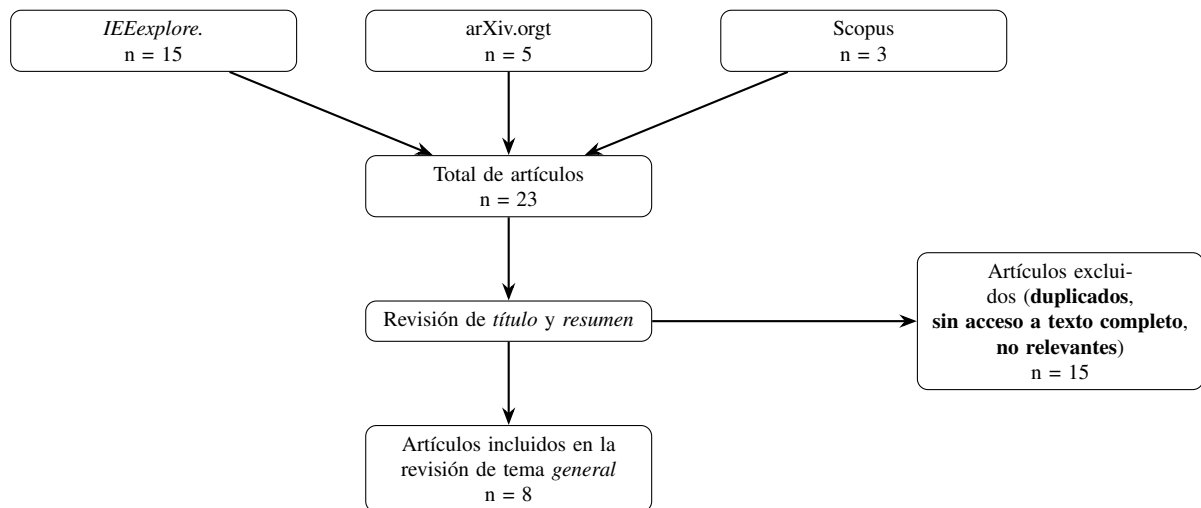 IEEexplore.
n = 15
arXiv.orgt
n = 5
Scopus
n = 3
Total de artículos
n = 23
Revisión de título y resumen
Artículos exclui-
dos (duplicados,
sin acceso a texto completo,
no relevantes)
n = 15
Artículos incluidos en la
revisión de tema general
n = 8